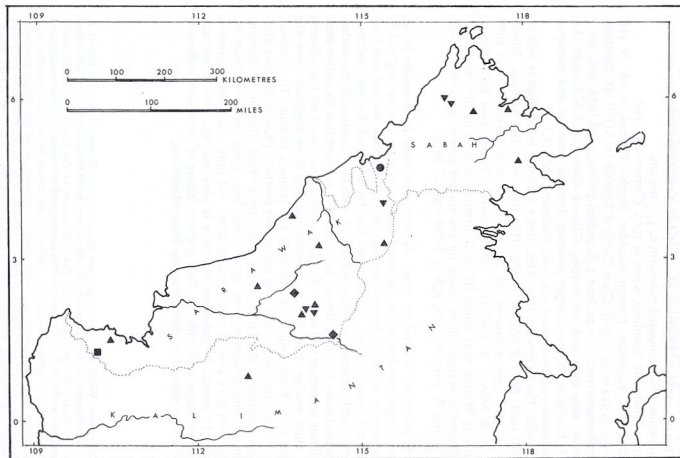 109 112 115 118
0 100 200 300
KILOMETRES
0 100 200
MILES
6 6
SABAH
SARAWAK
3 3
KALIMANTAN
0 0
109 112 115 118